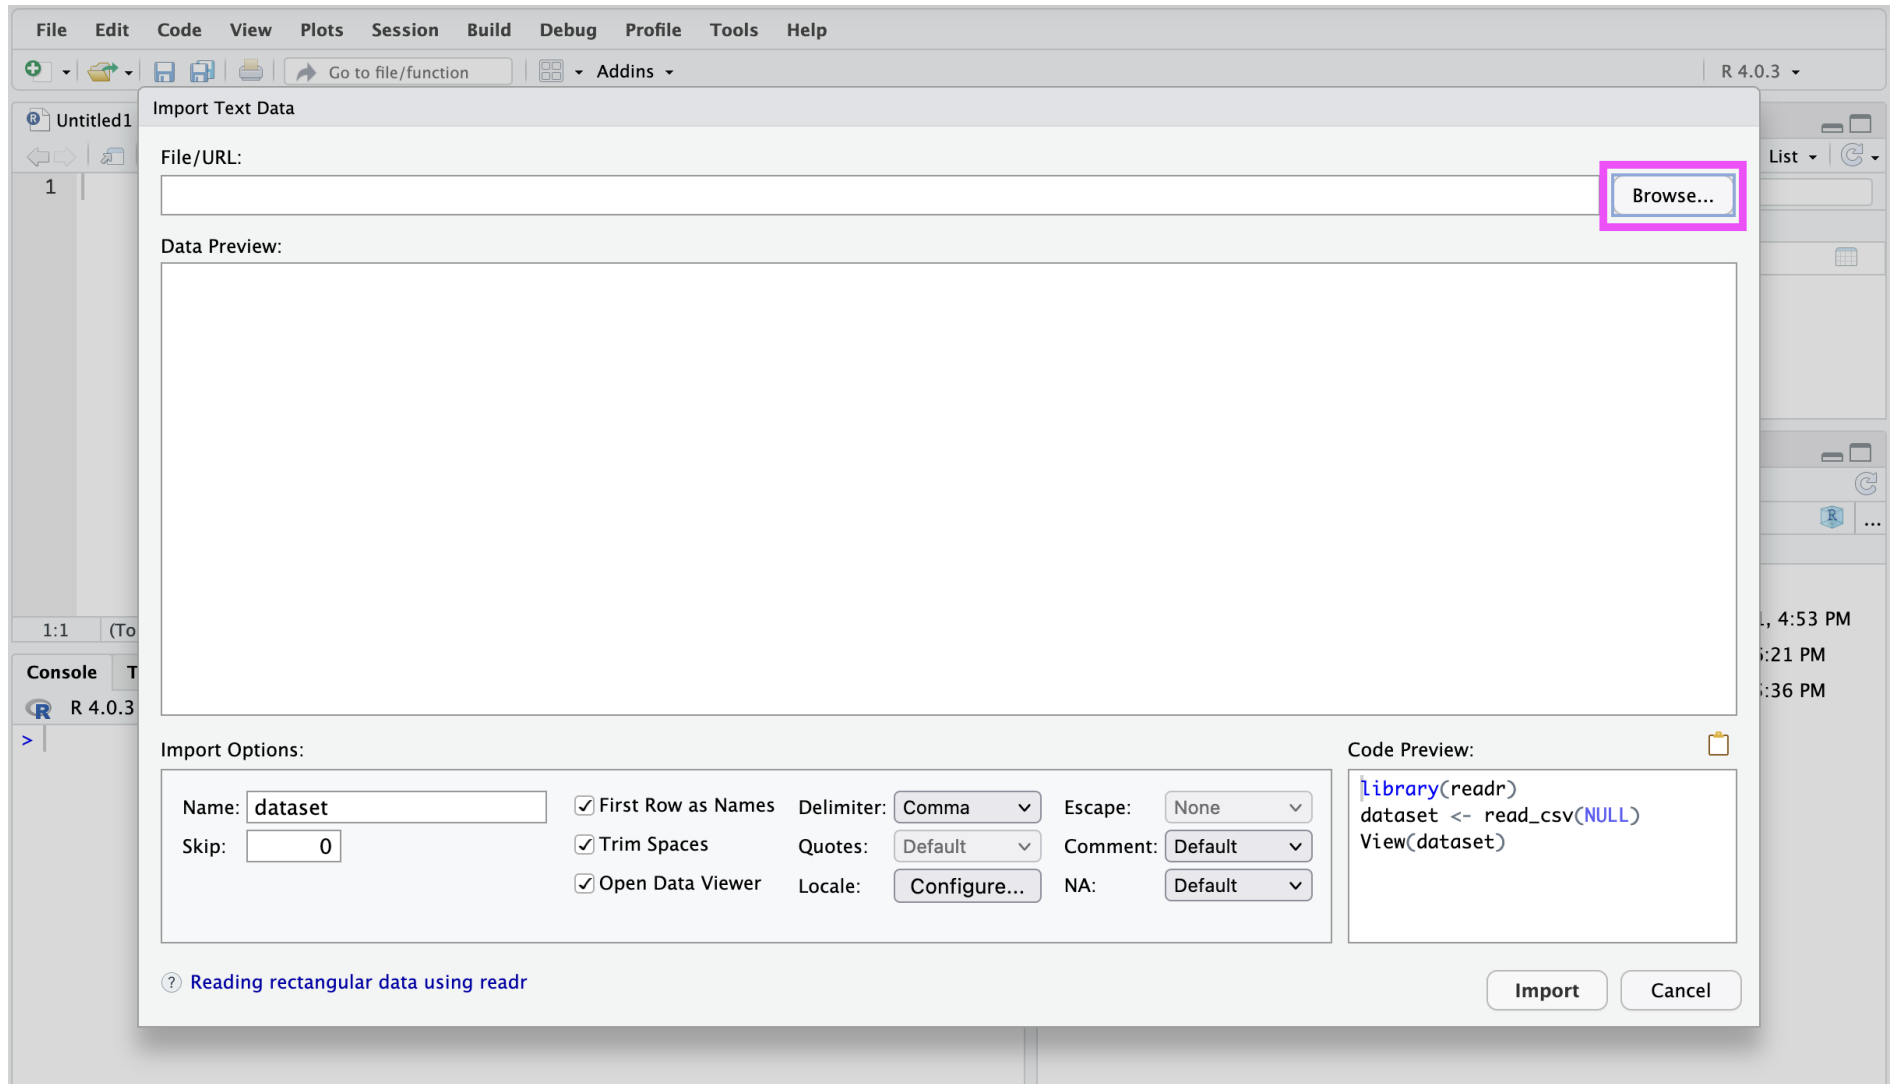 File Edit Code View Plots Session Build Debug Profile Tools Help
Go to file/function Addins R 4.0.3
Untitled1
Import Text Data
List
File/URL:
1
Browse...
Data Preview:
R
...
1:1 (To
, 4:53 PM
Console T
:21 PM
R 4.0.3
:36 PM
>
Import Options:
Code Preview:
Name: dataset
First Row as Names
Delimiter: Comma
Escape: None
Skip: 0
Trim Spaces
Quotes: Default
Comment: Default
Open Data Viewer
Locale: Configure...
NA: Default
library(readr)
dataset <- read_csv(NULL)
View(dataset)
? Reading rectangular data using readr
Import Cancel